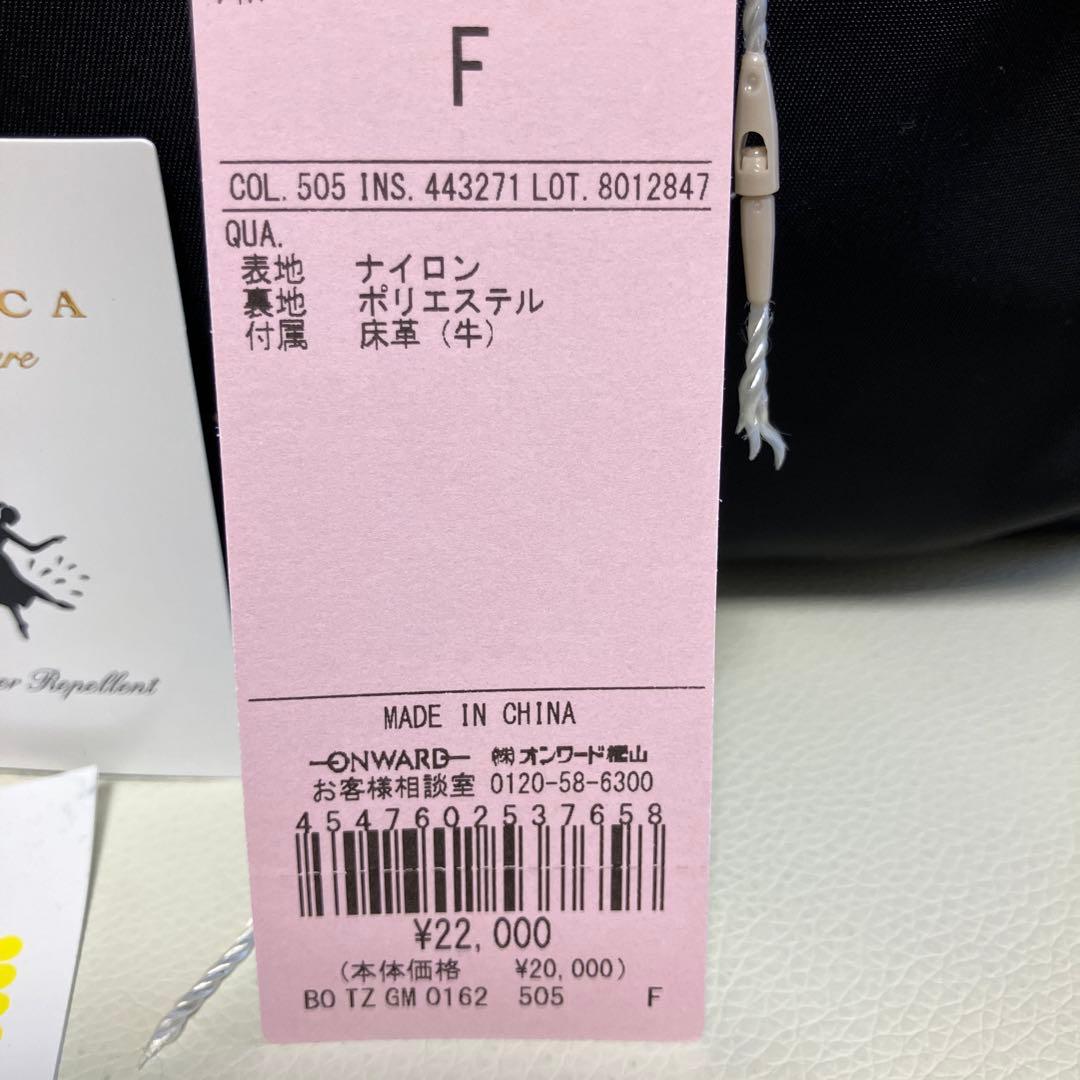 F
COL. 505 INS. 443271 LOT. 8012847
QUA.
表地 ナイロン
裏地 ポリエステル
付属 床革（牛）
MADE IN CHINA
ONWARD ㈱オンワード樫山
お客様相談室 0120-58-6300
4547602537658
¥22,000
（本体価格 ¥20,000）
BO TZ GM 0162 505 F
CA
Repellent